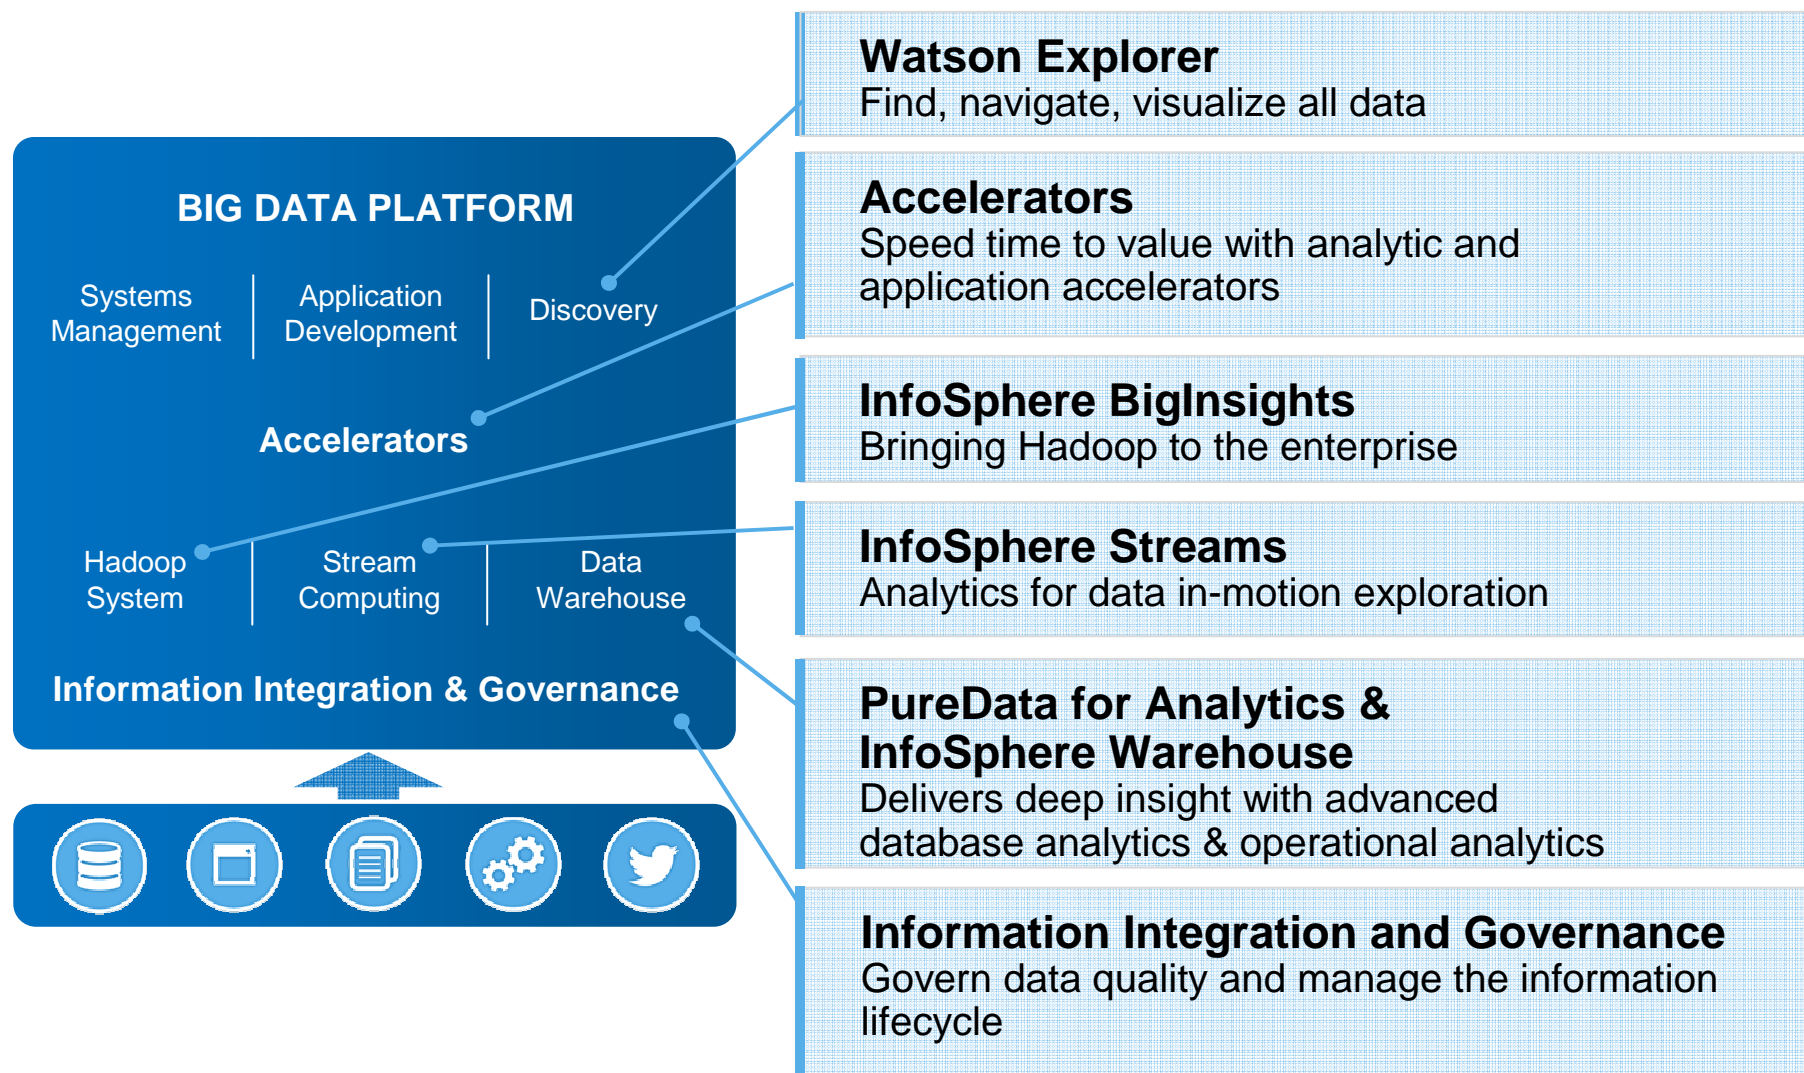 BIG DATA PLATFORM
Systems
Management
Application
Development
Discovery
Accelerators
Hadoop
System
Stream
Computing
Data
Warehouse
Information Integration & Governance
Watson Explorer
Find, navigate, visualize all data
Accelerators
Speed time to value with analytic and
application accelerators
InfoSphere BigInsights
Bringing Hadoop to the enterprise
InfoSphere Streams
Analytics for data in-motion exploration
PureData for Analytics &
InfoSphere Warehouse
Delivers deep insight with advanced
database analytics & operational analytics
Information Integration and Governance
Govern data quality and manage the information
lifecycle